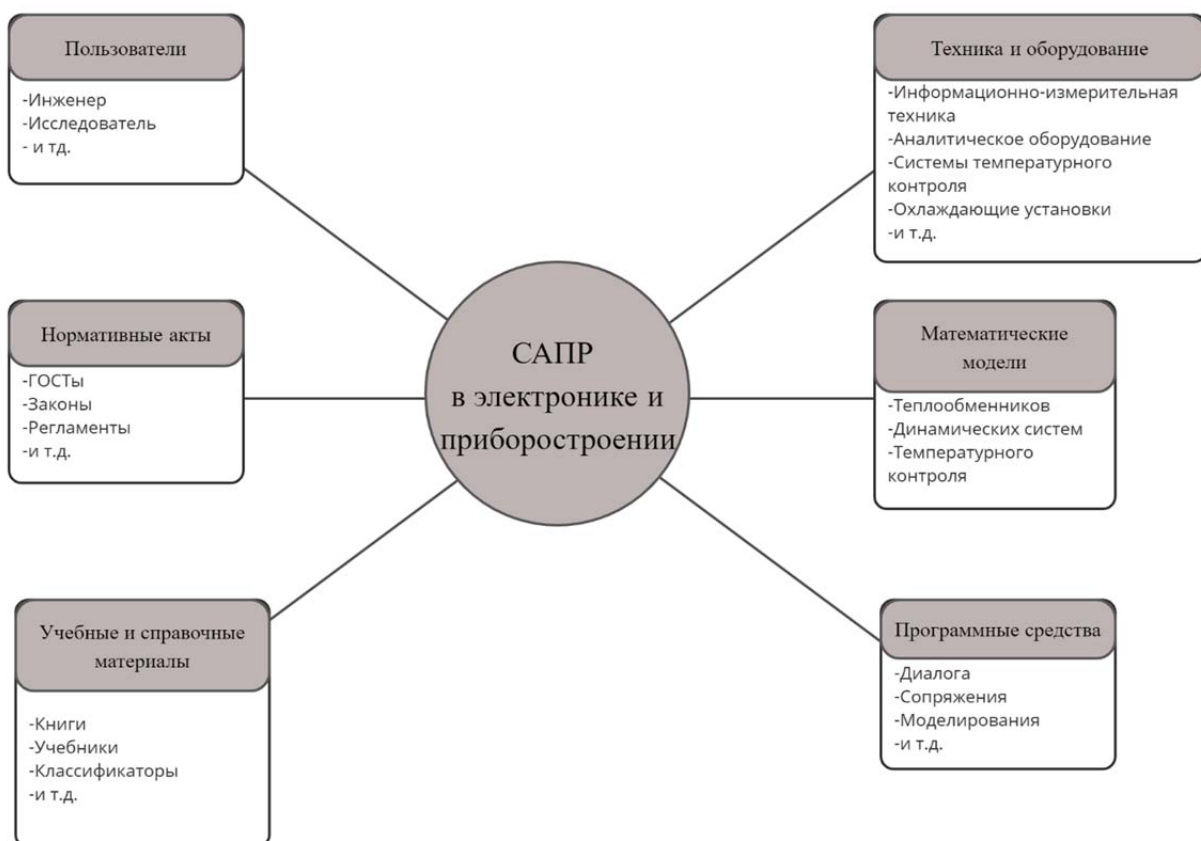 Пользователи
-Инженер
-Исследователь
- и тд.
Техника и оборудование
-Информационно-измерительная
техника
-Аналитическое оборудование
-Системы температурного
контроля
-Охлаждающие установки
-и т.д.
Нормативные акты
-ГОСТы
-Законы
-Регламенты
-и т.д.
САПР
в электронике и
приборостроении
Математические
модели
-Теплообменников
-Динамических систем
-Температурного
контроля
Учебные и справочные
материалы
-Книги
-Учебники
-Классификаторы
-и т.д.
Программные средства
-Диалога
-Сопряжения
-Моделирования
-и т.д.